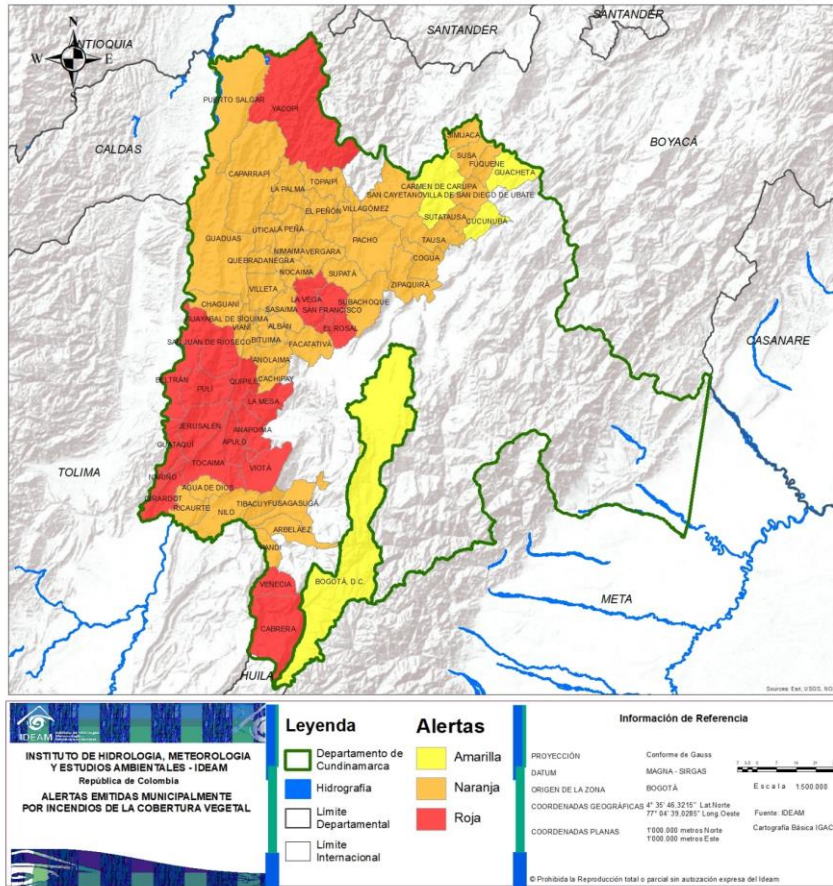 N
W
E
S
ANTIOQUIA
SANTANDER
SANTANDER
CALDAS
BOYACÁ
CASANARE
TOLIMA
META
HUILA
PUERTO SALGAR
YACOPÍ
SIMIJACA
SUSA
FÚQUENE
GUACHETA
CAPARRAPÍ
TOPAIPÍ
CARMEN DE CARUPA
LA PALMA
SAN CAYETANO
VILLA DE SAN DIEGO DE UBATE
EL PEÑÓN
VILLAGÓMEZ
SUTATAUSA
CUCUNUBÁ
GUADUAS
ÚTICA
LA PEÑA
PACHO
TAUSA
NIMAIMA
VERGARA
COGUA
QUEBRADANEGRA
NOCAIMA
SUPATÁ
ZIPAQUIRÁ
VILLETA
CHAGUANÍ
LA VEGA
SUBACHOQUE
SASAIMA
SAN FRANCISCO
GUAYABAL DE SÍQUIMA
VIANÍ
ALBÁN
EL ROSAL
SAN JUAN DE RIOSECO
BITUIMA
FACATATIVÁ
ANOLAIMA
BELTRÁN
PULÍ
QUIPILE
CACHIPAY
LA MESA
JERUSALÉN
ANAPOIMA
GUATAQUÍ
APULO
TOCAIMA
VIOTÁ
NARIÑO
AGUA DE DIOS
GIRARDOT
RICAURTE
NILO
TIBACUY
FUSAGASUGÁ
ARBELÁEZ
PANDI
VENECIA
BOGOTÁ, D.C.
CABRERA
Sources: Esri, USGS, NO
IDEAM
INSTITUTO DE HIDROLOGIA, METEOROLOGIA
Y ESTUDIOS AMBIENTALES - IDEAM
República de Colombia
ALERTAS EMITIDAS MUNICIPALMENTE
POR INCENDIOS DE LA COBERTURA VEGETAL
Leyenda
Departamento de
Cundinamarca
Hidrografía
Límite
Departamental
Límite
Internacional
Alertas
Amarilla
Naranja
Roja
Información de Referencia
PROYECCIÓN Conforme de Gauss
DATUM MAGNA - SIRGAS
ORIGEN DE LA ZONA BOGOTÁ
COORDENADAS GEOGRÁFICAS 4° 35' 46,3215'' Lat.Norte
77° 04' 39,0285'' Long.Oeste
COORDENADAS PLANAS 1'000.000 metros Norte
1'000.000 metros Este
Escala 1:500.000
Fuente: IDEAM
Cartografía Básica IGAC
© Prohibida la Reproducción total o parcial sin autozación expresa del Ideam